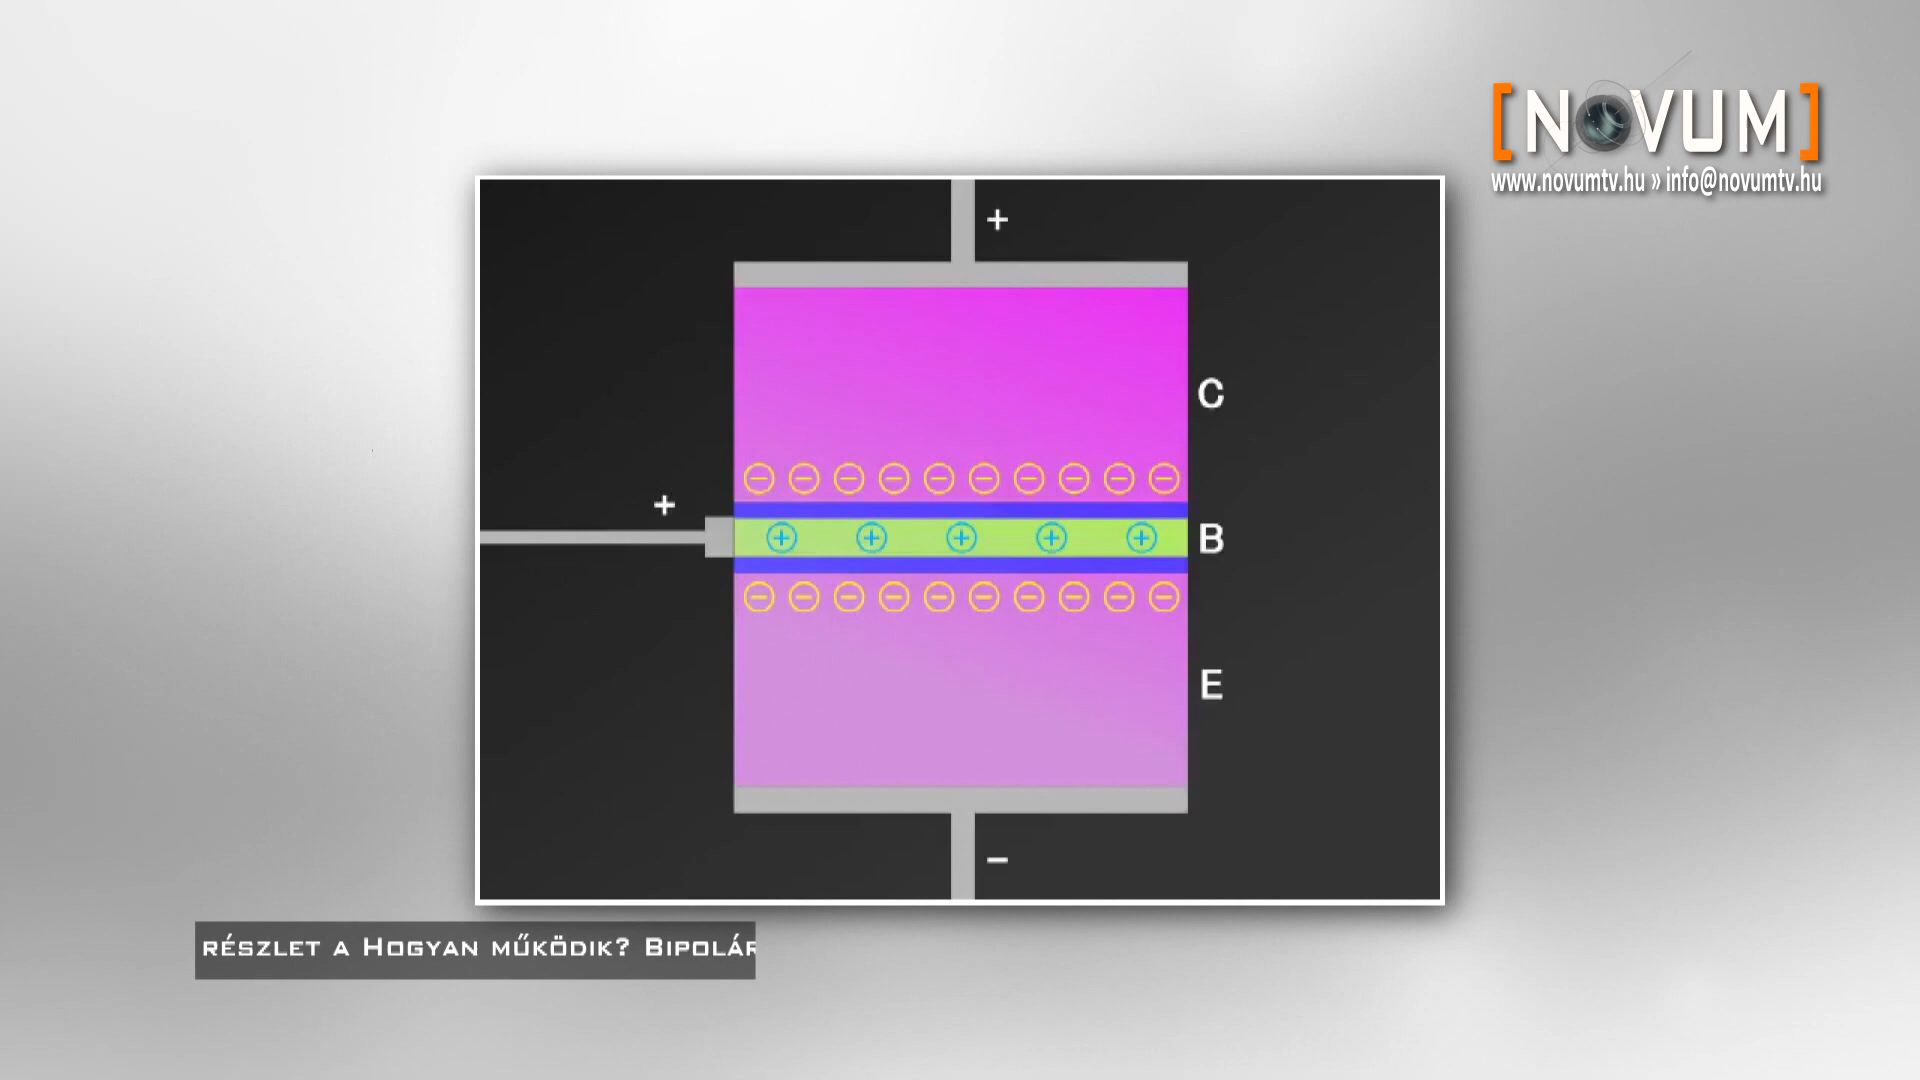 [NOVUM]
www.novumtv.hu » info@novumtv.hu
+
C
+
B
E
−
RÉSZLET A HOGYAN MŰKÖDIK? BIPOLÁR